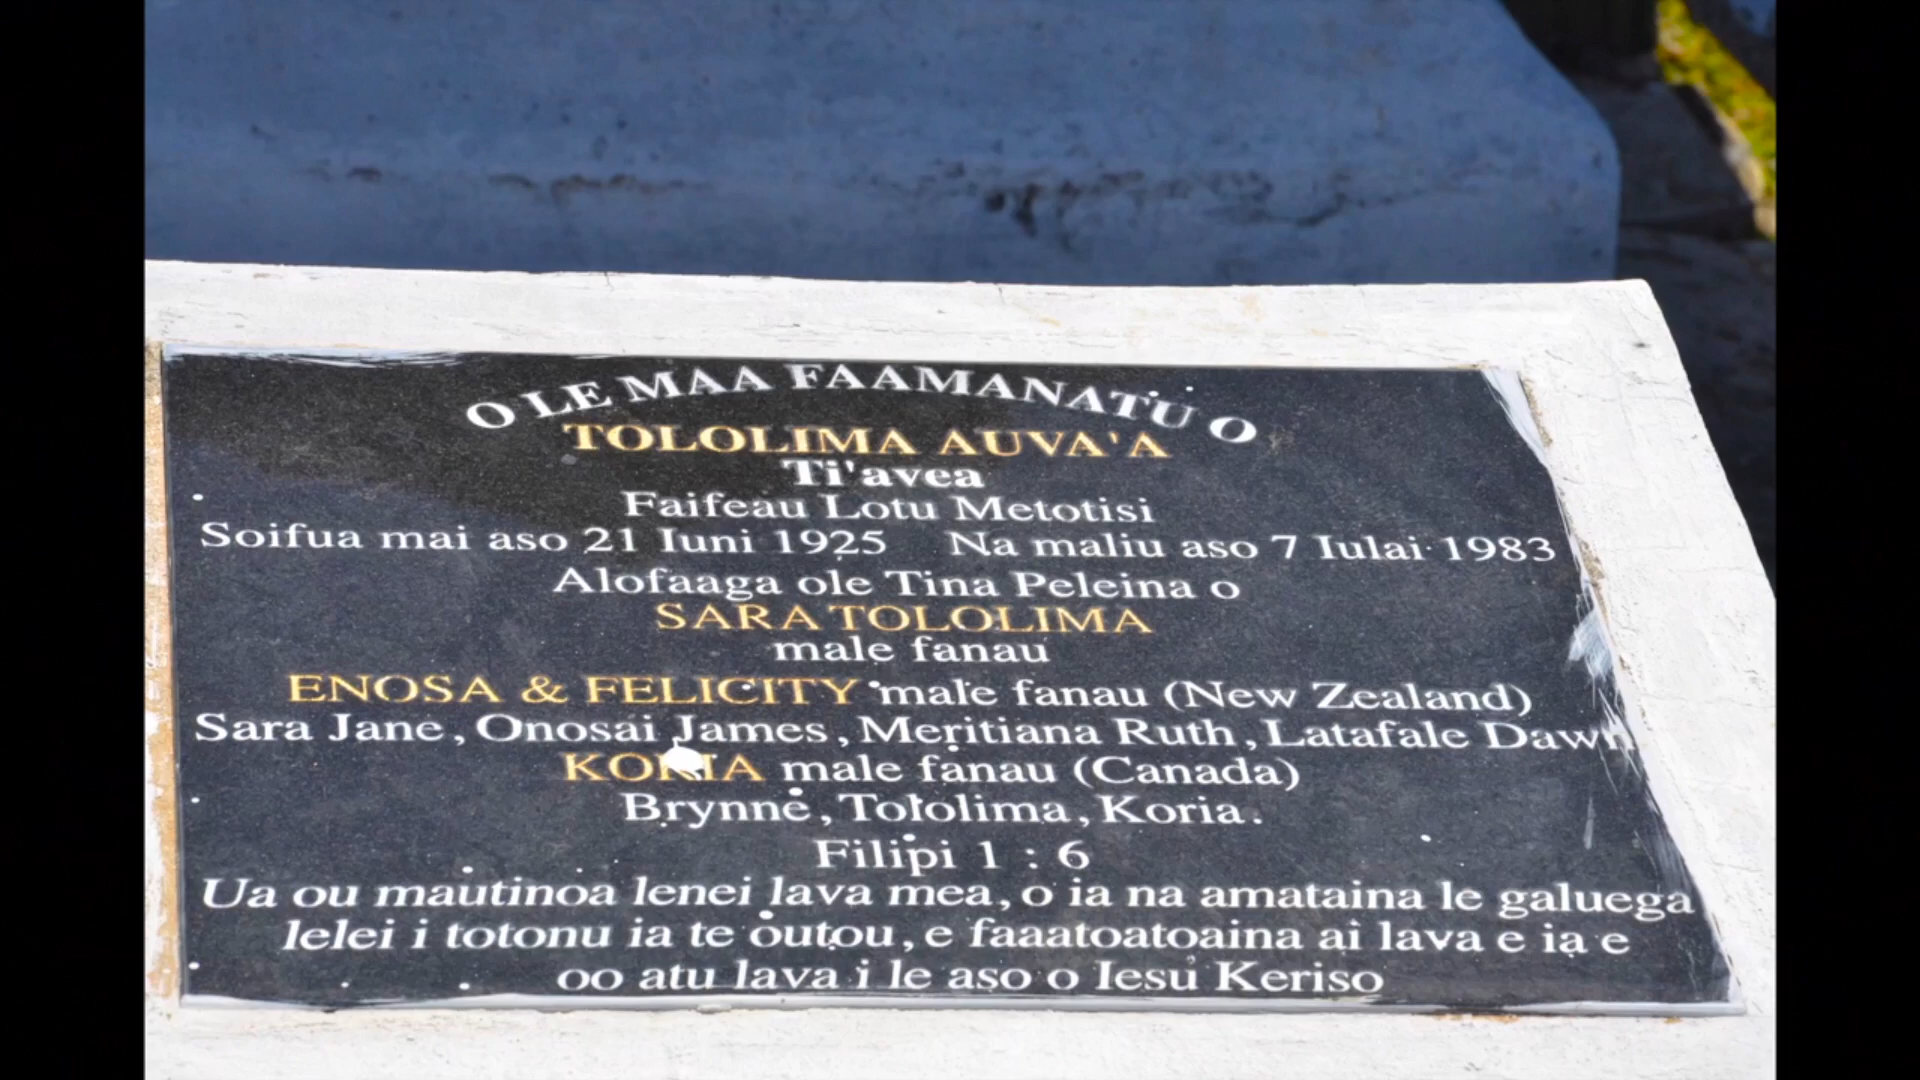 O LE MAA FAAMANATU O
TOLOLIMA AUVA'A
Ti'avea
Faifeau Lotu Metotisi
Soifua mai aso 21 Iuni 1925 Na maliu aso 7 Iulai 1983
Alofaaga ole Tina Peleina o
SARA TOLOLIMA
male fanau
ENOSA & FELICITY male fanau (New Zealand)
Sara Jane, Onosai James, Meritiana Ruth, Latafale Dawn
KORIA male fanau (Canada)
Brynne, Tololima, Koria.
Filipi 1 : 6
Ua ou mautinoa lenei lava mea, o ia na amataina le galuega
lelei i totonu ia te outou, e faaatoatoaina ai lava e ia e
oo atu lava i le aso o Iesu Keriso